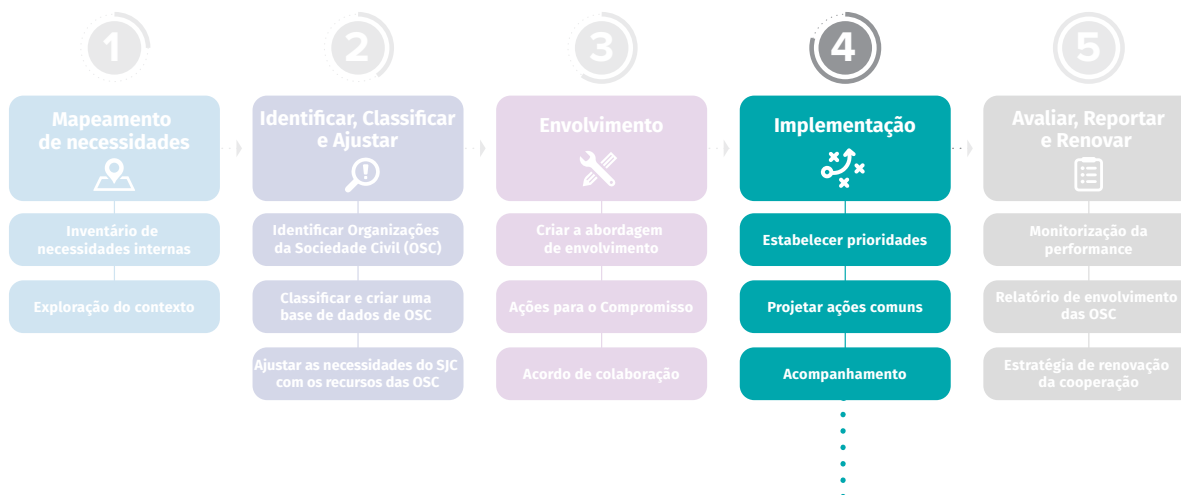 1
Mapeamento
de necessidades
Inventário de
necessidades internas
Exploração do contexto
2
Identificar, Classificar
e Ajustar
Identificar Organizações
da Sociedade Civil (OSC)
Classificar e criar uma
base de dados de OSC
Ajustar as necessidades do SJC
com os recursos das OSC
3
Envolvimento
Criar a abordagem
de envolvimento
Ações para o Compromisso
Acordo de colaboração
4
Implementação
Estabelecer prioridades
Projetar ações comuns
Acompanhamento
5
Avaliar, Reportar
e Renovar
Monitorização da
performance
Relatório de envolvimento
das OSC
Estratégia de renovação
da cooperação